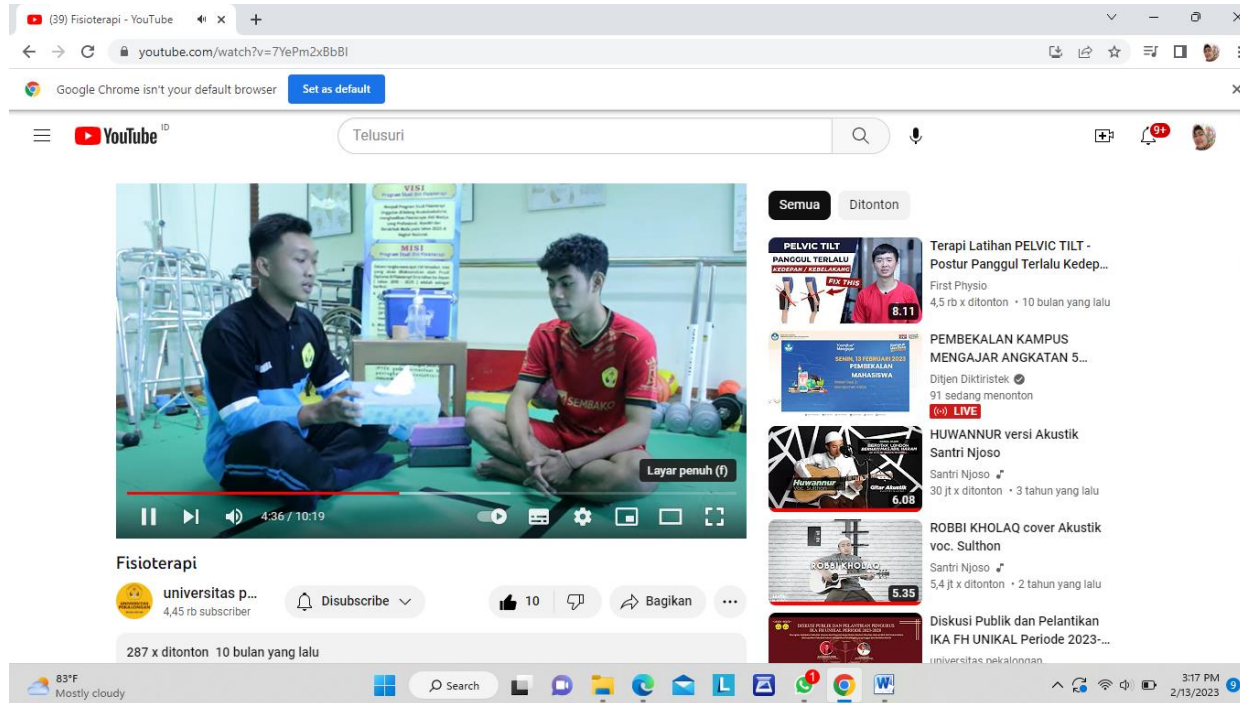 (39) Fisioterapi - YouTube
youtube.com/watch?v=7YePm2xBbBI
Google Chrome isn't your default browser
Set as default
YouTube ID
Telusuri
9+
VISI
MISI
SEMBAKO
Layar penuh (f)
4:36 / 10:19
Fisioterapi
universitas p...
4,45 rb subscriber
Disubscribe
10
Bagikan
287 x ditonton 10 bulan yang lalu
Semua
Ditonton
PELVIC TILT
PANGGUL TERLALU
KEDEPAN / KEBELAKANG
FIX THIS
8.11
Terapi Latihan PELVIC TILT -
Postur Panggul Terlalu Kedep...
First Physio
4,5 rb x ditonton • 10 bulan yang lalu
SENIN, 13 FEBRUARI 2023
PEMBEKALAN
MAHASISWA
PEMBEKALAN KAMPUS
MENGAJAR ANGKATAN 5...
Ditjen Diktiristek
91 sedang menonton
LIVE
Huwannur
Voc. Sulthon
Gitar Akustik
6.08
HUWANNUR versi Akustik
Santri Njoso
30 jt x ditonton • 3 tahun yang lalu
ROBBI KHOLAQ
5.35
ROBBI KHOLAQ cover Akustik
voc. Sulthon
Santri Njoso
5,4 jt x ditonton • 2 tahun yang lalu
Diskusi Publik dan Pelantikan
IKA FH UNIKAL Periode 2023-...
universitas pekalongan
83°F
Mostly cloudy
Search
1
3:17 PM
2/13/2023
9